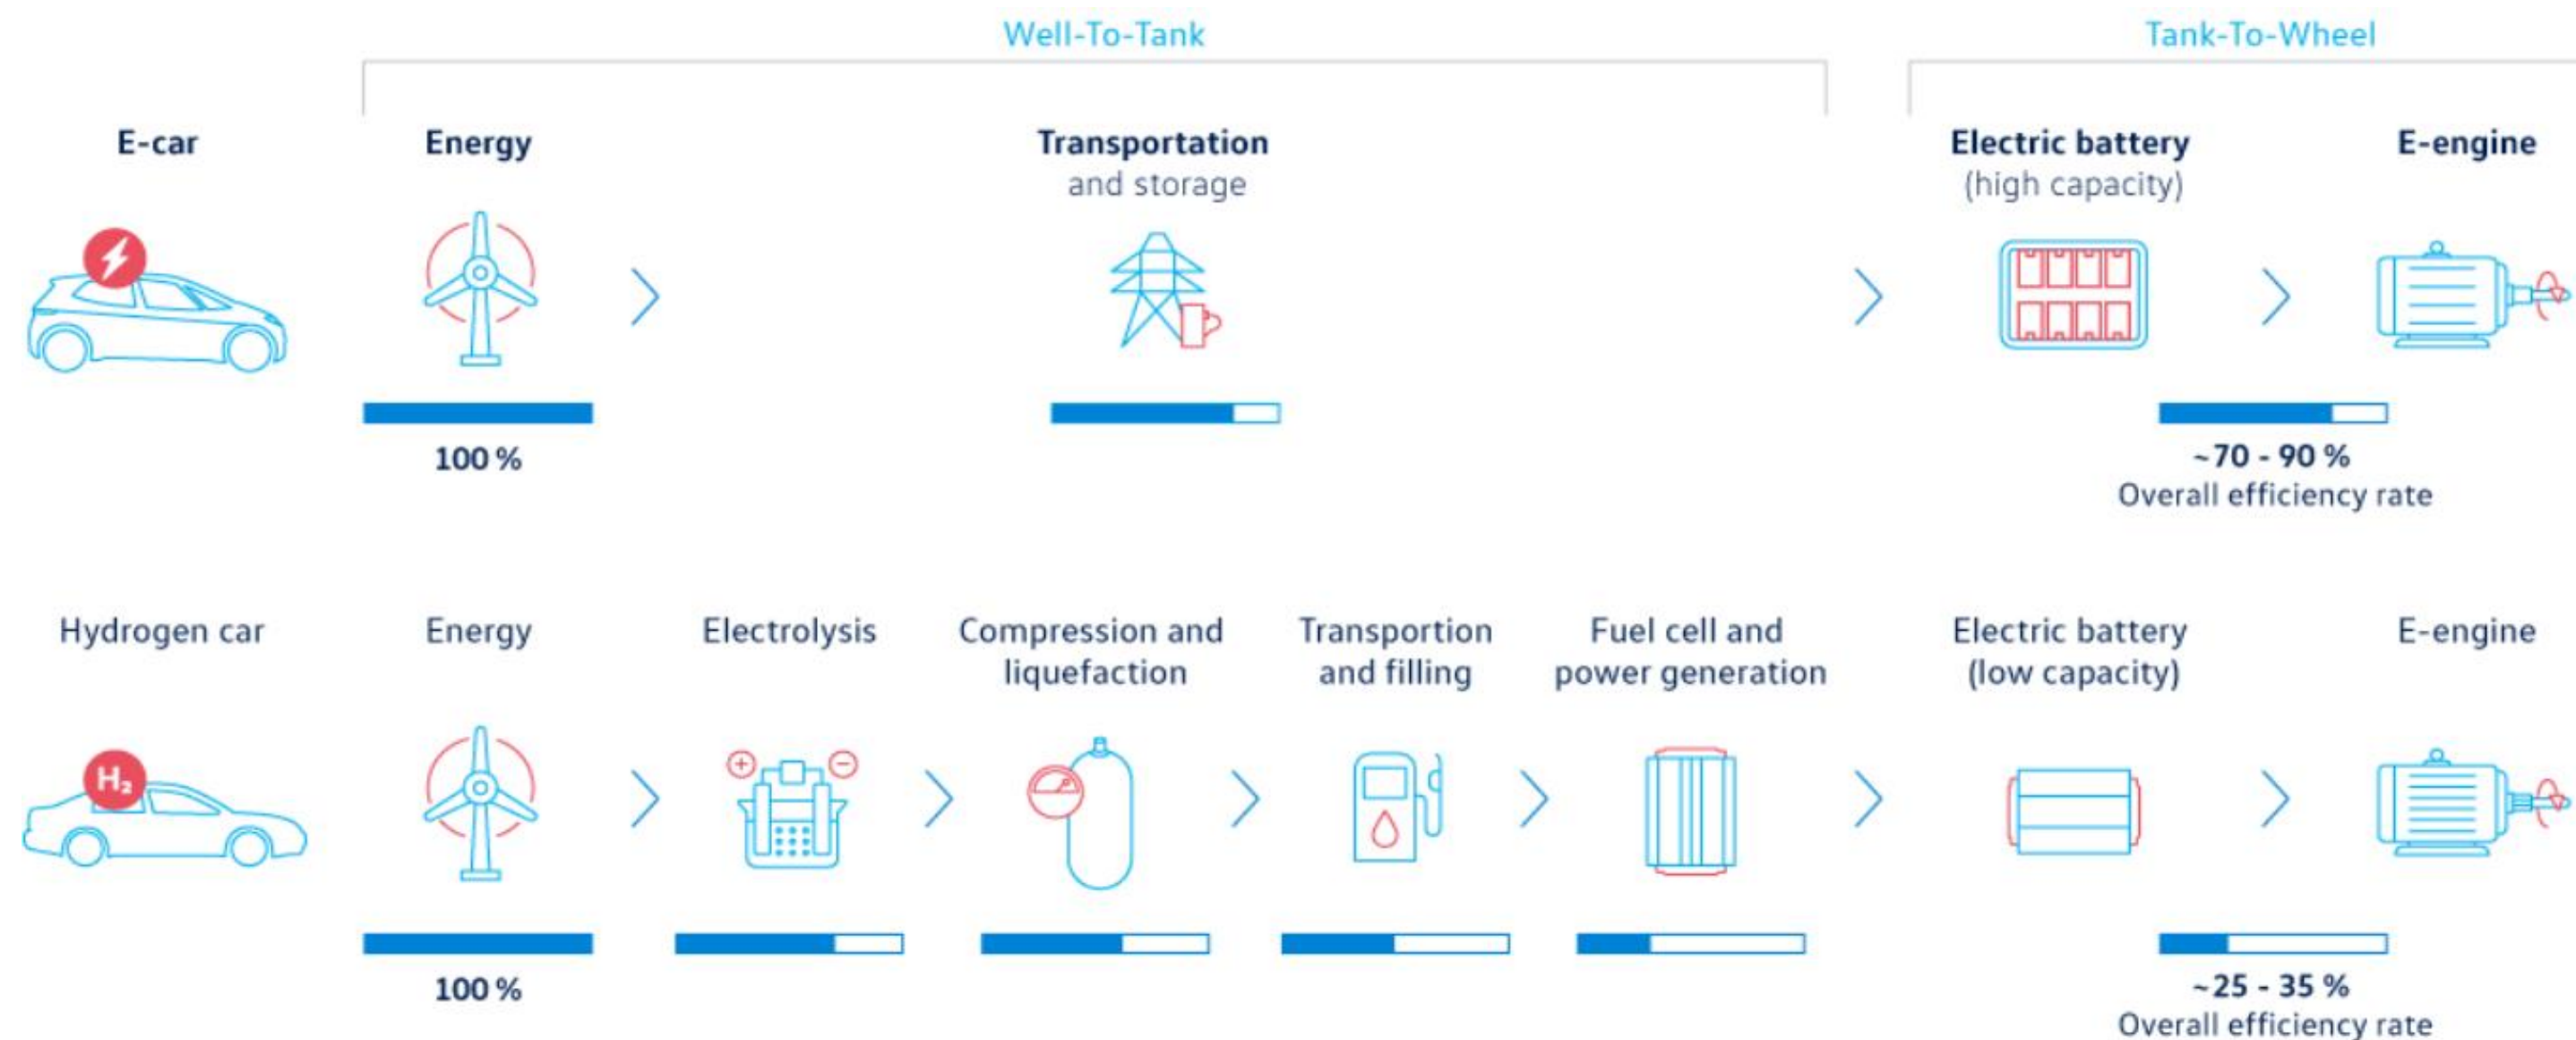 Well-To-Tank
Tank-To-Wheel
E-car
Energy
Transportation
and storage
Electric battery
(high capacity)
E-engine
100 %
~70 - 90 %
Overall efficiency rate
Hydrogen car
Energy
Electrolysis
Compression and
liquefaction
Transportion
and filling
Fuel cell and
power generation
Electric battery
(low capacity)
E-engine
H₂
100 %
~25 - 35 %
Overall efficiency rate